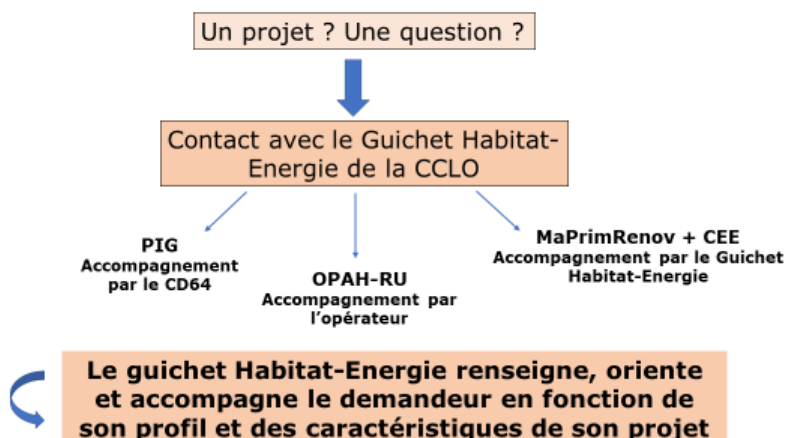 Un projet ? Une question ?
Contact avec le Guichet Habitat-
Energie de la CCLO
PIG
Accompagnement
par le CD64
OPAH-RU
Accompagnement par
l'opérateur
MaPrimRenov + CEE
Accompagnement par le Guichet
Habitat-Energie
Le guichet Habitat-Energie renseigne, oriente
et accompagne le demandeur en fonction de
son profil et des caractéristiques de son projet